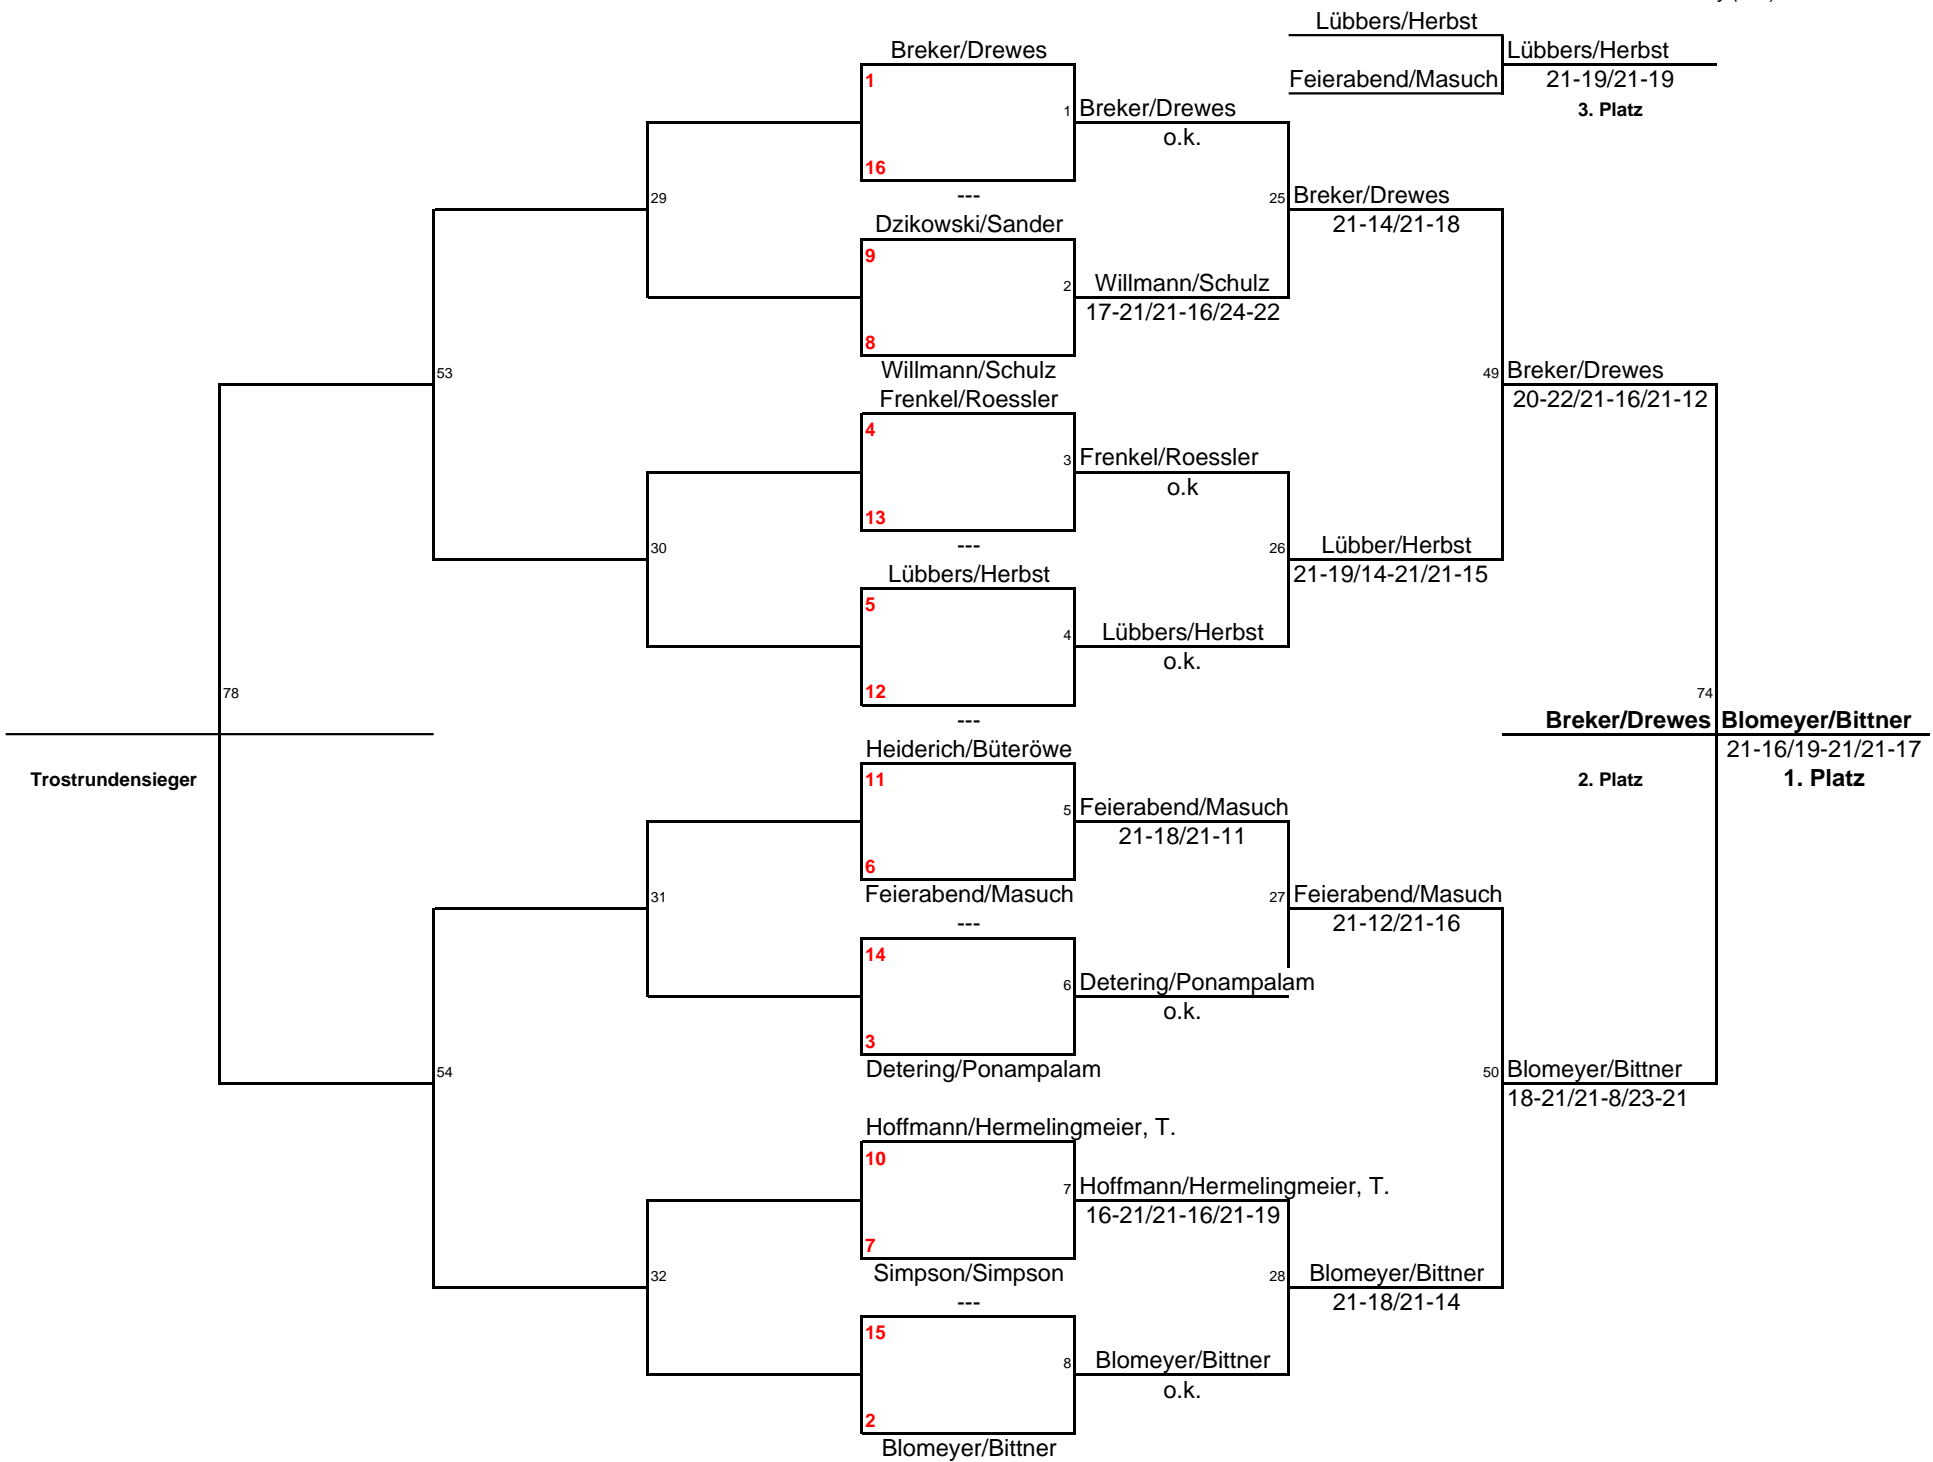 Lübbers/Herbst
Breker/Drewes
Lübbers/Herbst
1
Feierabend/Masuch
21-19/21-19
1
Breker/Drewes
3. Platz
o.k.
16
29
---
25
Breker/Drewes
Dzikowski/Sander
21-14/21-18
9
2
Willmann/Schulz
17-21/21-16/24-22
8
53
Willmann/Schulz
49
Breker/Drewes
Frenkel/Roessler
20-22/21-16/21-12
4
3
Frenkel/Roessler
o.k
13
30
---
26
Lübber/Herbst
Lübbers/Herbst
21-19/14-21/21-15
5
4
Lübbers/Herbst
o.k.
12
78
74
---
Breker/Drewes
Blomeyer/Bittner
Heiderich/Büteröwe
21-16/19-21/21-17
Trostrundensieger
11
2. Platz
1. Platz
5
Feierabend/Masuch
21-18/21-11
6
31
Feierabend/Masuch
27
Feierabend/Masuch
---
21-12/21-16
14
6
Detering/Ponampalam
o.k.
3
54
Detering/Ponampalam
50
Blomeyer/Bittner
18-21/21-8/23-21
Hoffmann/Hermelingmeier, T.
10
7
Hoffmann/Hermelingmeier, T.
16-21/21-16/21-19
7
32
Simpson/Simpson
28
Blomeyer/Bittner
---
21-18/21-14
15
8
Blomeyer/Bittner
o.k.
2
Blomeyer/Bittner